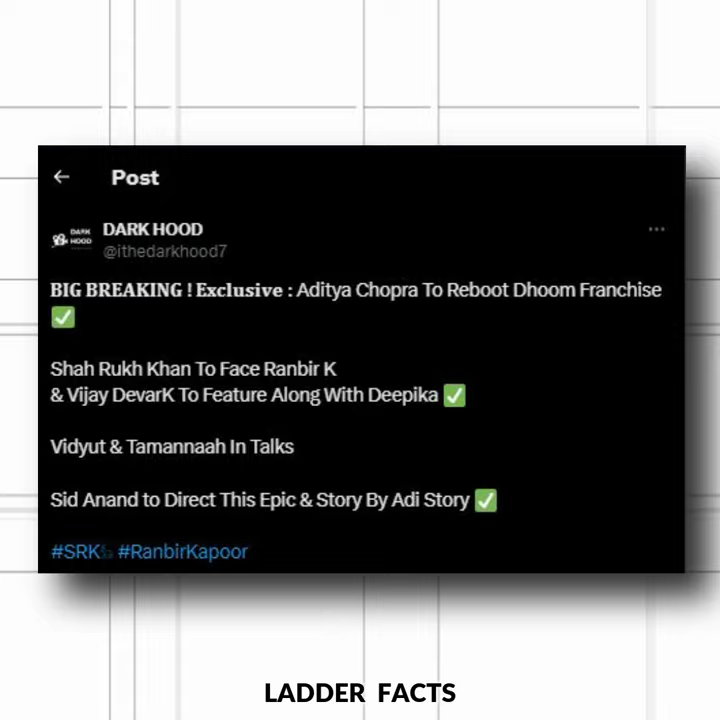 Post
DARK HOOD
DARK
HOOD
@ithedarkhood7
BIG BREAKING ! Exclusive : Aditya Chopra To Reboot Dhoom Franchise
✅
Shah Rukh Khan To Face Ranbir K
& Vijay DevarK To Feature Along With Deepika ✅
Vidyut & Tamannaah In Talks
Sid Anand to Direct This Epic & Story By Adi Story ✅
#SRK #RanbirKapoor
LADDER FACTS